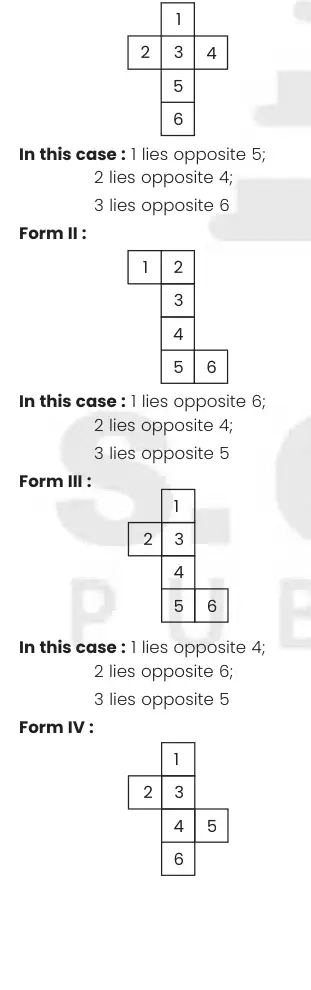 1
2 3 4
5
6
In this case : 1 lies opposite 5;
2 lies opposite 4;
3 lies opposite 6
Form II :
1 2
3
4
5 6
In this case : 1 lies opposite 6;
2 lies opposite 4;
3 lies opposite 5
Form III :
1
2 3
4
5 6
In this case : 1 lies opposite 4;
2 lies opposite 6;
3 lies opposite 5
Form IV :
1
2 3
4 5
6